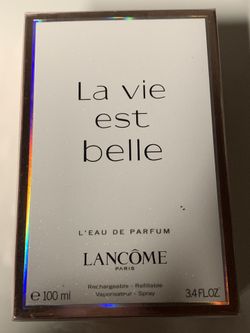 La vie
est
belle
L'EAU DE PARFUM
LANCÔME
PARIS
Rechargeable - Refillable
Vaporisateur - Spray
e 100 ml
3.4 FL.OZ.